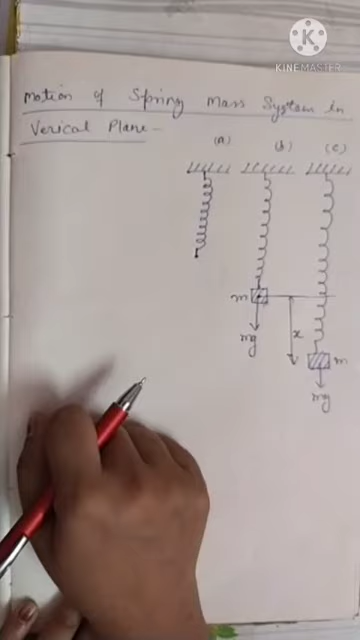 K
KINEMASTER
Motion of Spring Mass System in
Verical Plane -
(a) (b) (c)
m
mg
x
m
mg